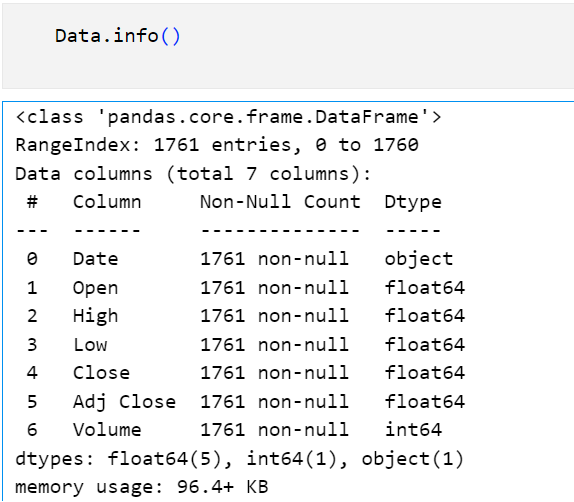 Data.info()
<class 'pandas.core.frame.DataFrame'>
RangeIndex: 1761 entries, 0 to 1760
Data columns (total 7 columns):
 #   Column     Non-Null Count  Dtype
---  ------     --------------  -----
 0   Date       1761 non-null   object
 1   Open       1761 non-null   float64
 2   High       1761 non-null   float64
 3   Low        1761 non-null   float64
 4   Close      1761 non-null   float64
 5   Adj Close  1761 non-null   float64
 6   Volume     1761 non-null   int64
dtypes: float64(5), int64(1), object(1)
memory usage: 96.4+ KB